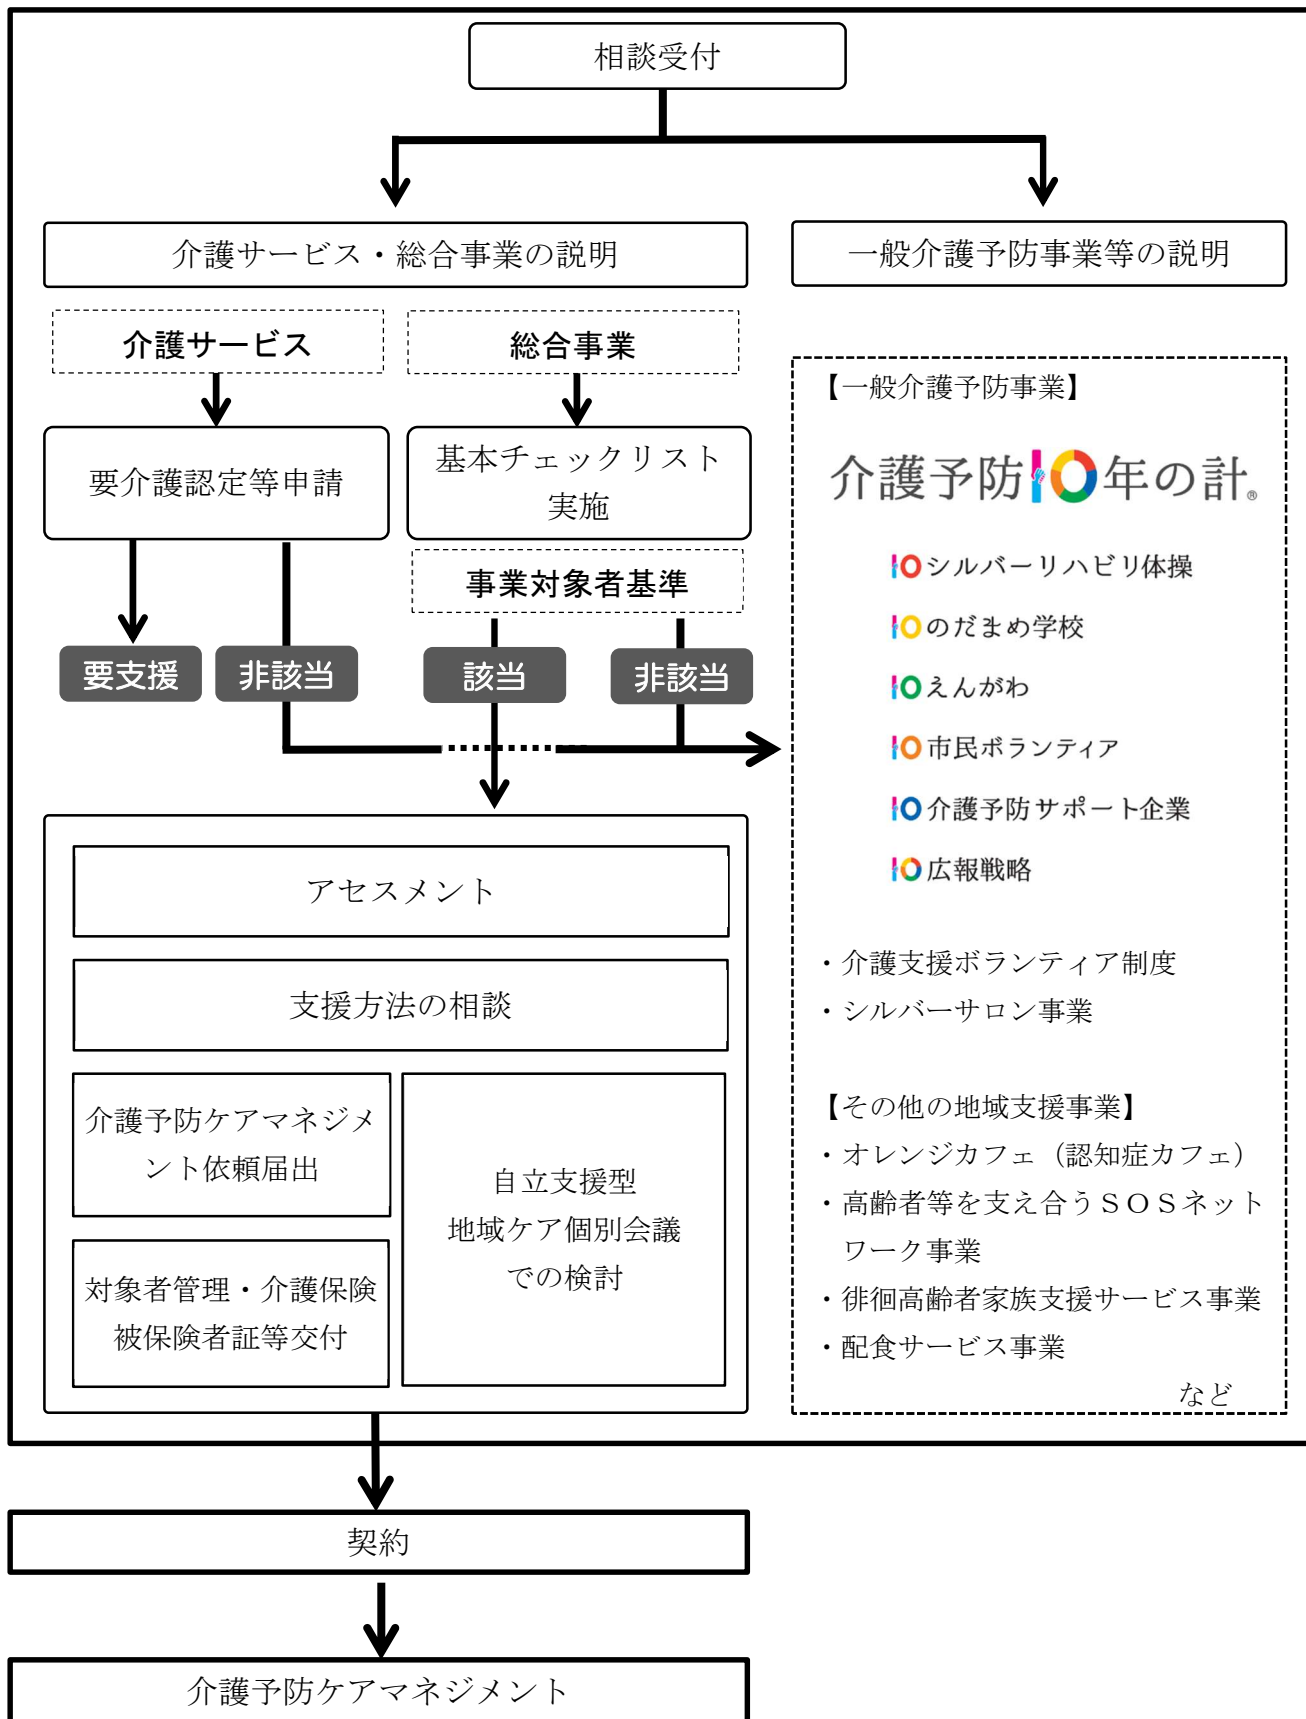 相談受付
介護サービス・総合事業の説明
介護サービス
総合事業
要介護認定等申請
基本チェックリスト
実施
事業対象者基準
要支援
非該当
該当
非該当
アセスメント
支援方法の相談
介護予防ケアマネジメ
ント依頼届出
対象者管理・介護保険
被保険者証等交付
自立支援型
地域ケア個別会議
での検討
一般介護予防事業等の説明
【一般介護予防事業】
介護予防10年の計®
10シルバーリハビリ体操
10のだまめ学校
10えんがわ
10市民ボランティア
10介護予防サポート企業
10広報戦略
・介護支援ボランティア制度
・シルバーサロン事業
【その他の地域支援事業】
・オレンジカフェ（認知症カフェ）
・高齢者等を支え合うＳＯＳネット
ワーク事業
・徘徊高齢者家族支援サービス事業
・配食サービス事業
など
契約
介護予防ケアマネジメント